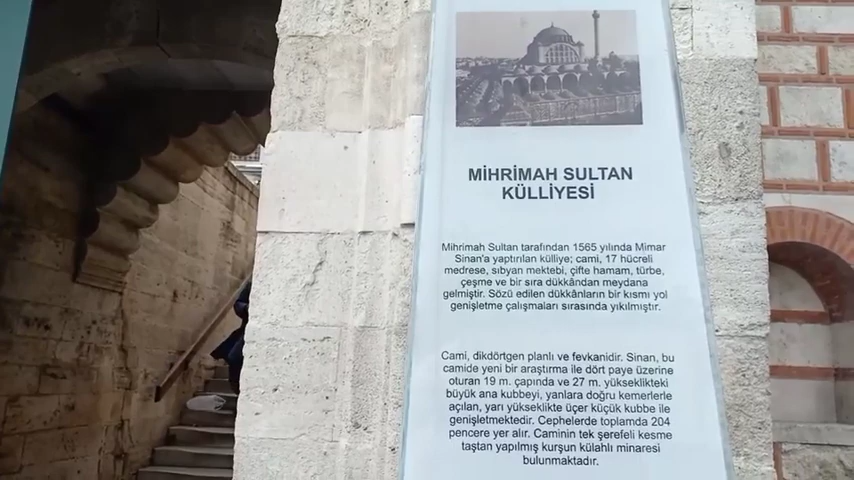 MİHRİMAH SULTAN
KÜLLİYESİ
Mihrimah Sultan tarafından 1565 yılında Mimar
Sinan'a yaptırılan külliye; cami, 17 hücreli
medrese, sıbyan mektebi, çifte hamam, türbe,
çeşme ve bir sıra dükkândan meydana
gelmiştir. Sözü edilen dükkânların bir kısmı yol
genişletme çalışmaları sırasında yıkılmıştır.
Cami, dikdörtgen planlı ve fevkanidir. Sinan, bu
camide yeni bir araştırma ile dört paye üzerine
oturan 19 m. çapında ve 27 m. yükseklikteki
büyük ana kubbeyi, yanlara doğru kemerlerle
açılan, yarı yükseklikte üçer küçük kubbe ile
genişletmektedir. Cephelerde toplamda 204
pencere yer alır. Caminin tek şerefeli kesme
taştan yapılmış kurşun külahlı minaresi
bulunmaktadır.